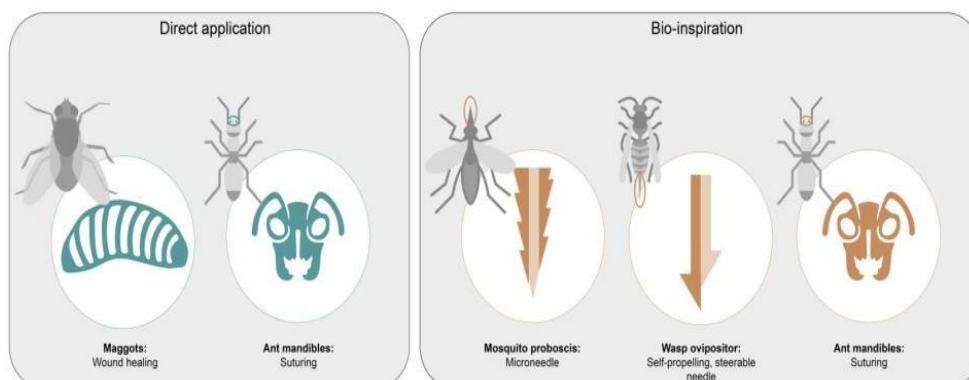 Direct application
Maggots:
Wound healing
Ant mandibles:
Suturing
Bio-inspiration
Mosquito proboscis:
Microneedle
Wasp ovipositor:
Self-propelling, steerable
needle
Ant mandibles:
Suturing